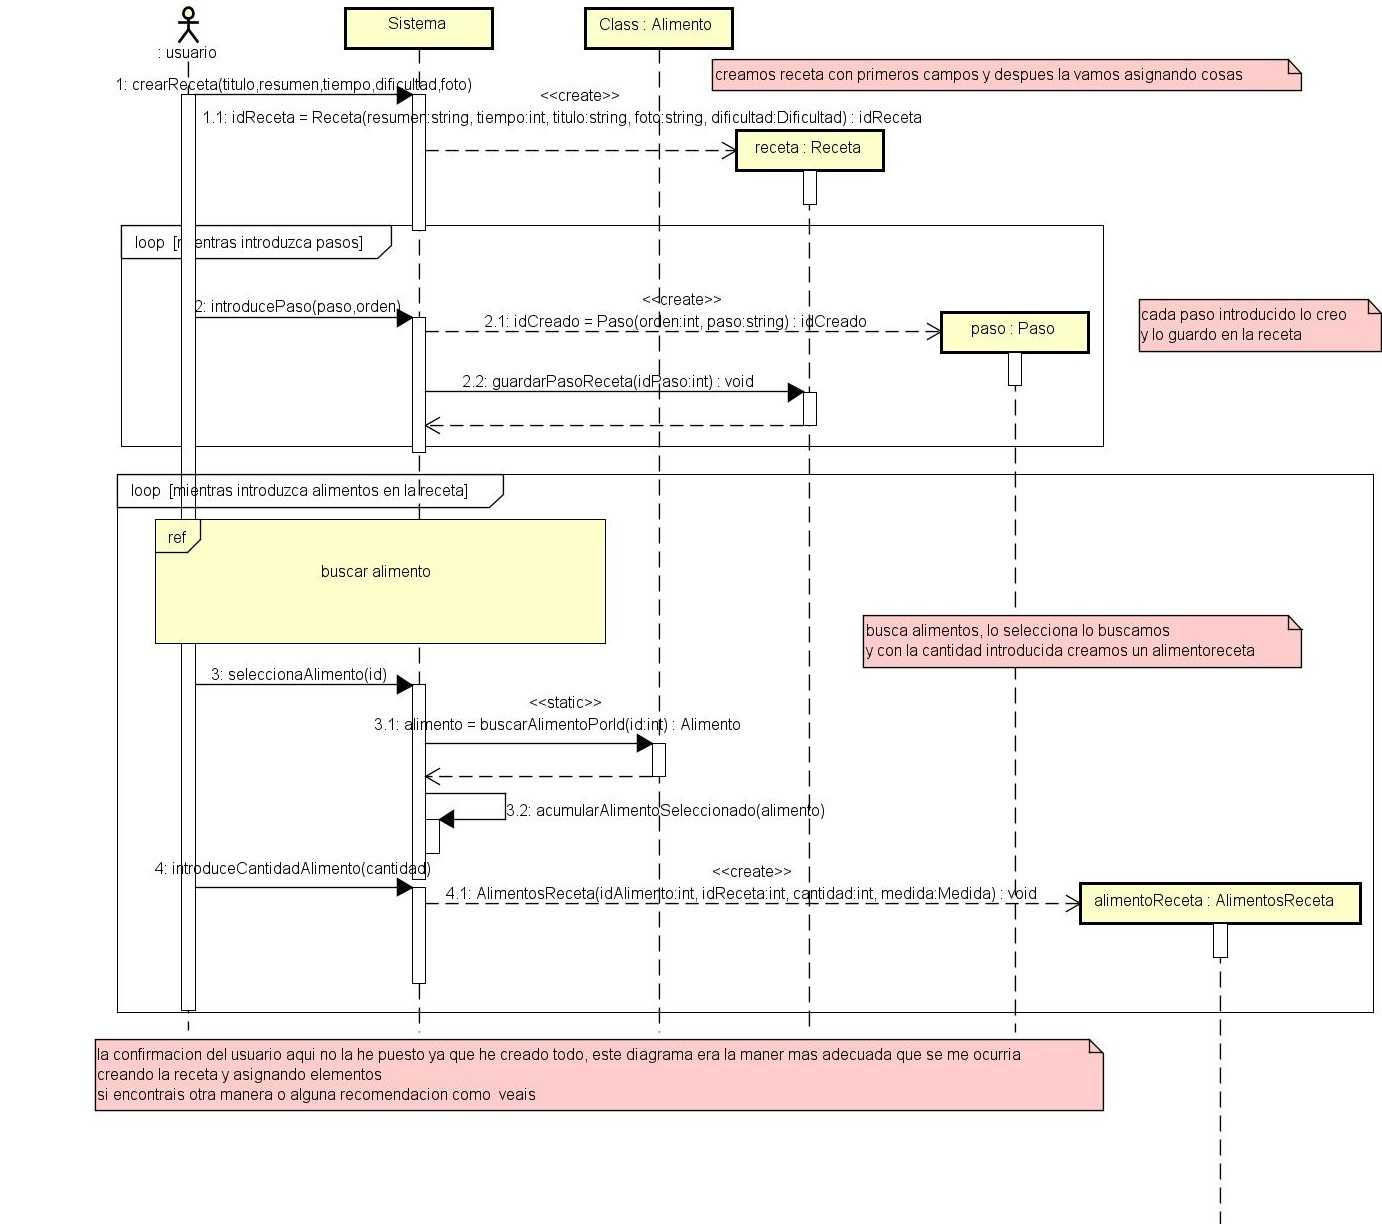 Sistema
Class : Alimento
: usuario
creamos receta con primeros campos y despues la vamos asignando cosas
1: crearReceta(titulo,resumen,tiempo,dificultad,foto)
<<create>>
1.1: idReceta = Receta(resumen:string, tiempo:int, titulo:string, foto:string, dificultad:Dificultad) : idReceta
receta : Receta
loop [mientras introduzca pasos]
2: introducePaso(paso,orden)
<<create>>
2.1: idCreado = Paso(orden:int, paso:string) : idCreado
paso : Paso
cada paso introducido lo creo
y lo guardo en la receta
2.2: guardarPasoReceta(idPaso:int) : void
loop [mientras introduzca alimentos en la receta]
ref
buscar alimento
busca alimentos, lo selecciona lo buscamos
y con la cantidad introducida creamos un alimentoreceta
3: seleccionaAlimento(id)
<<static>>
3.1: alimento = buscarAlimentoPorId(id:int) : Alimento
3.2: acumularAlimentoSeleccionado(alimento)
4: introduceCantidadAlimento(cantidad)
<<create>>
4.1: AlimentosReceta(idAlimento:int, idReceta:int, cantidad:int, medida:Medida) : void
alimentoReceta : AlimentosReceta
la confirmacion del usuario aqui no la he puesto ya que he creado todo, este diagrama era la maner mas adecuada que se me ocurria
creando la receta y asignando elementos
si encontrais otra manera o alguna recomendacion como  veais